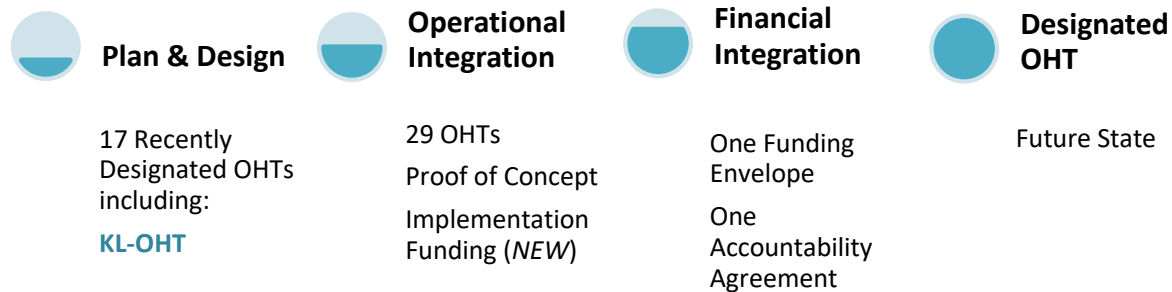 Plan & Design
17 Recently
Designated OHTs
including:
KL-OHT
Operational
Integration
29 OHTs
Proof of Concept
Implementation
Funding (NEW)
Financial
Integration
One Funding
Envelope
One
Accountability
Agreement
Designated
OHT
Future State